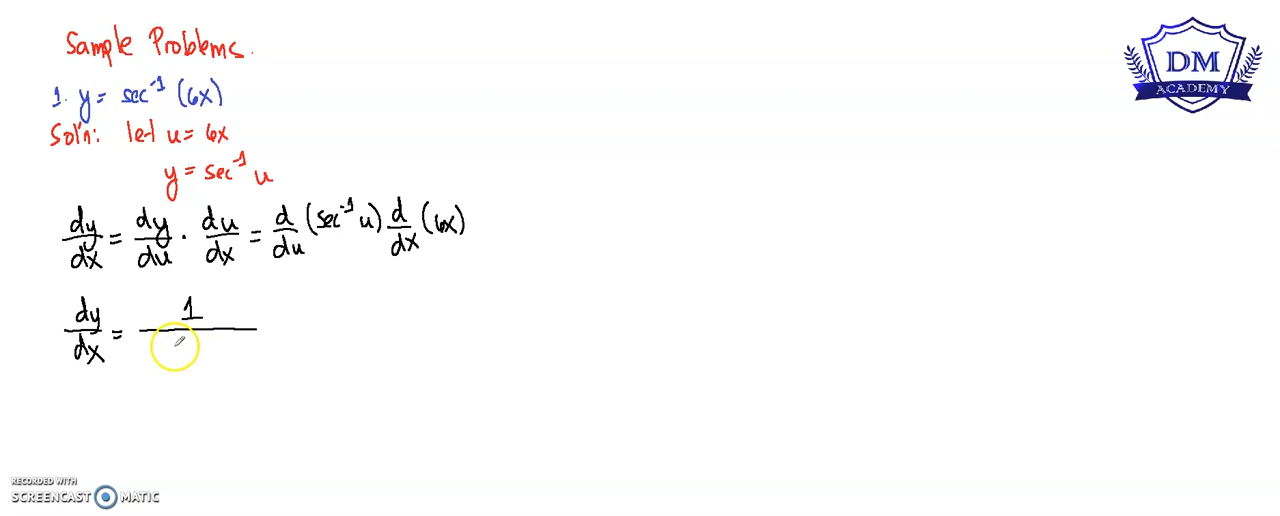 Sample Problems.
1. y = sec⁻¹ (6x)
Sol'n: let u = 6x
y = sec⁻¹ u
dy/dx = dy/du · du/dx = d/du (sec⁻¹ u) d/dx (6x)
dy/dx = 1/
DM
ACADEMY
RECORDED WITH
SCREENCAST MATIC